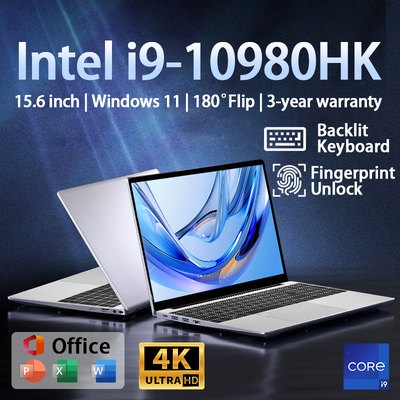 Intel i9-10980HK
15.6 inch | Windows 11 | 180°Flip | 3-year warranty
Backlit
Keyboard
Fingerprint
Unlock
Office
P X W
4K
ULTRA HD
CORE
i9